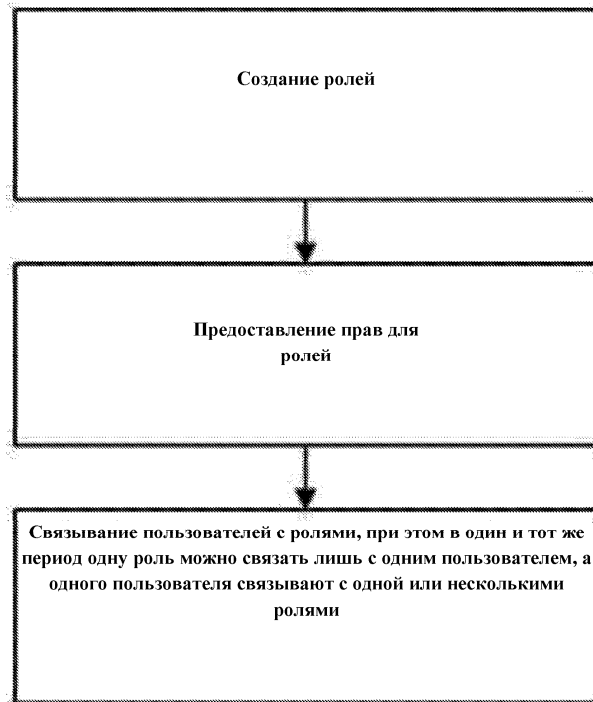 Создание ролей
Предоставление прав для
ролей
Связывание пользователей с ролями, при этом в один и тот же
период одну роль можно связать лишь с одним пользователем, а
одного пользователя связывают с одной или несколькими
ролями